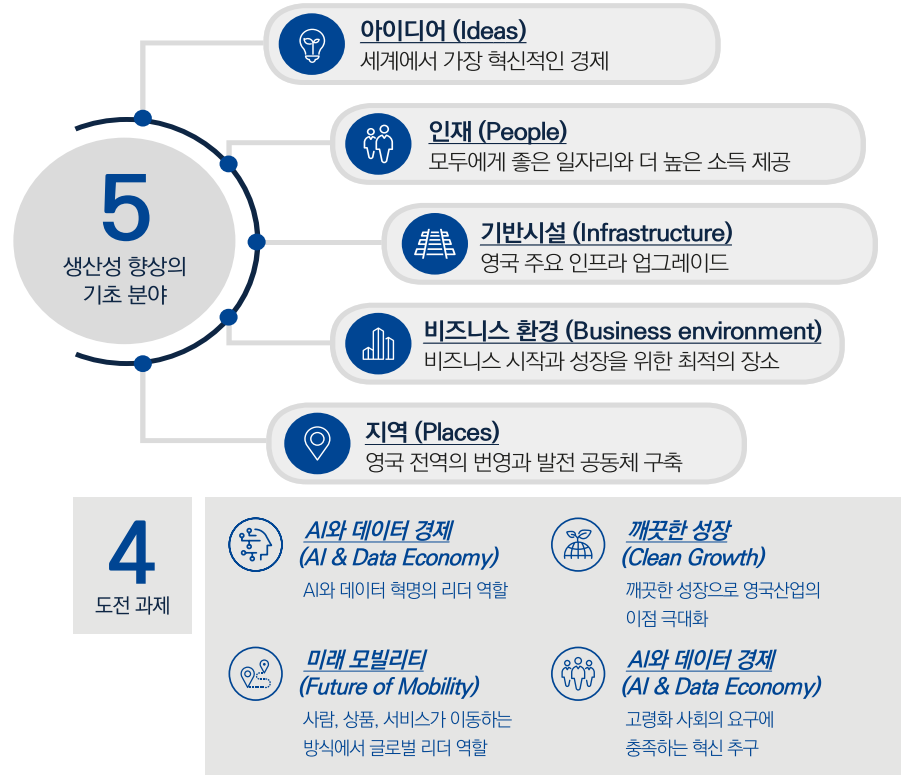 아이디어 (Ideas)
세계에서 가장 혁신적인 경제
인재 (People)
모두에게 좋은 일자리와 더 높은 소득 제공
5
생산성 향상의
기초 분야
기반시설 (Infrastructure)
영국 주요 인프라 업그레이드
비즈니스 환경 (Business environment)
비즈니스 시작과 성장을 위한 최적의 장소
지역 (Places)
영국 전역의 번영과 발전 공동체 구축
4
도전 과제
AI와 데이터 경제
(AI & Data Economy)
AI와 데이터 혁명의 리더 역할
깨끗한 성장
(Clean Growth)
깨끗한 성장으로 영국산업의
이점 극대화
미래 모빌리티
(Future of Mobility)
사람, 상품, 서비스가 이동하는
방식에서 글로벌 리더 역할
AI와 데이터 경제
(AI & Data Economy)
고령화 사회의 요구에
충족하는 혁신 추구